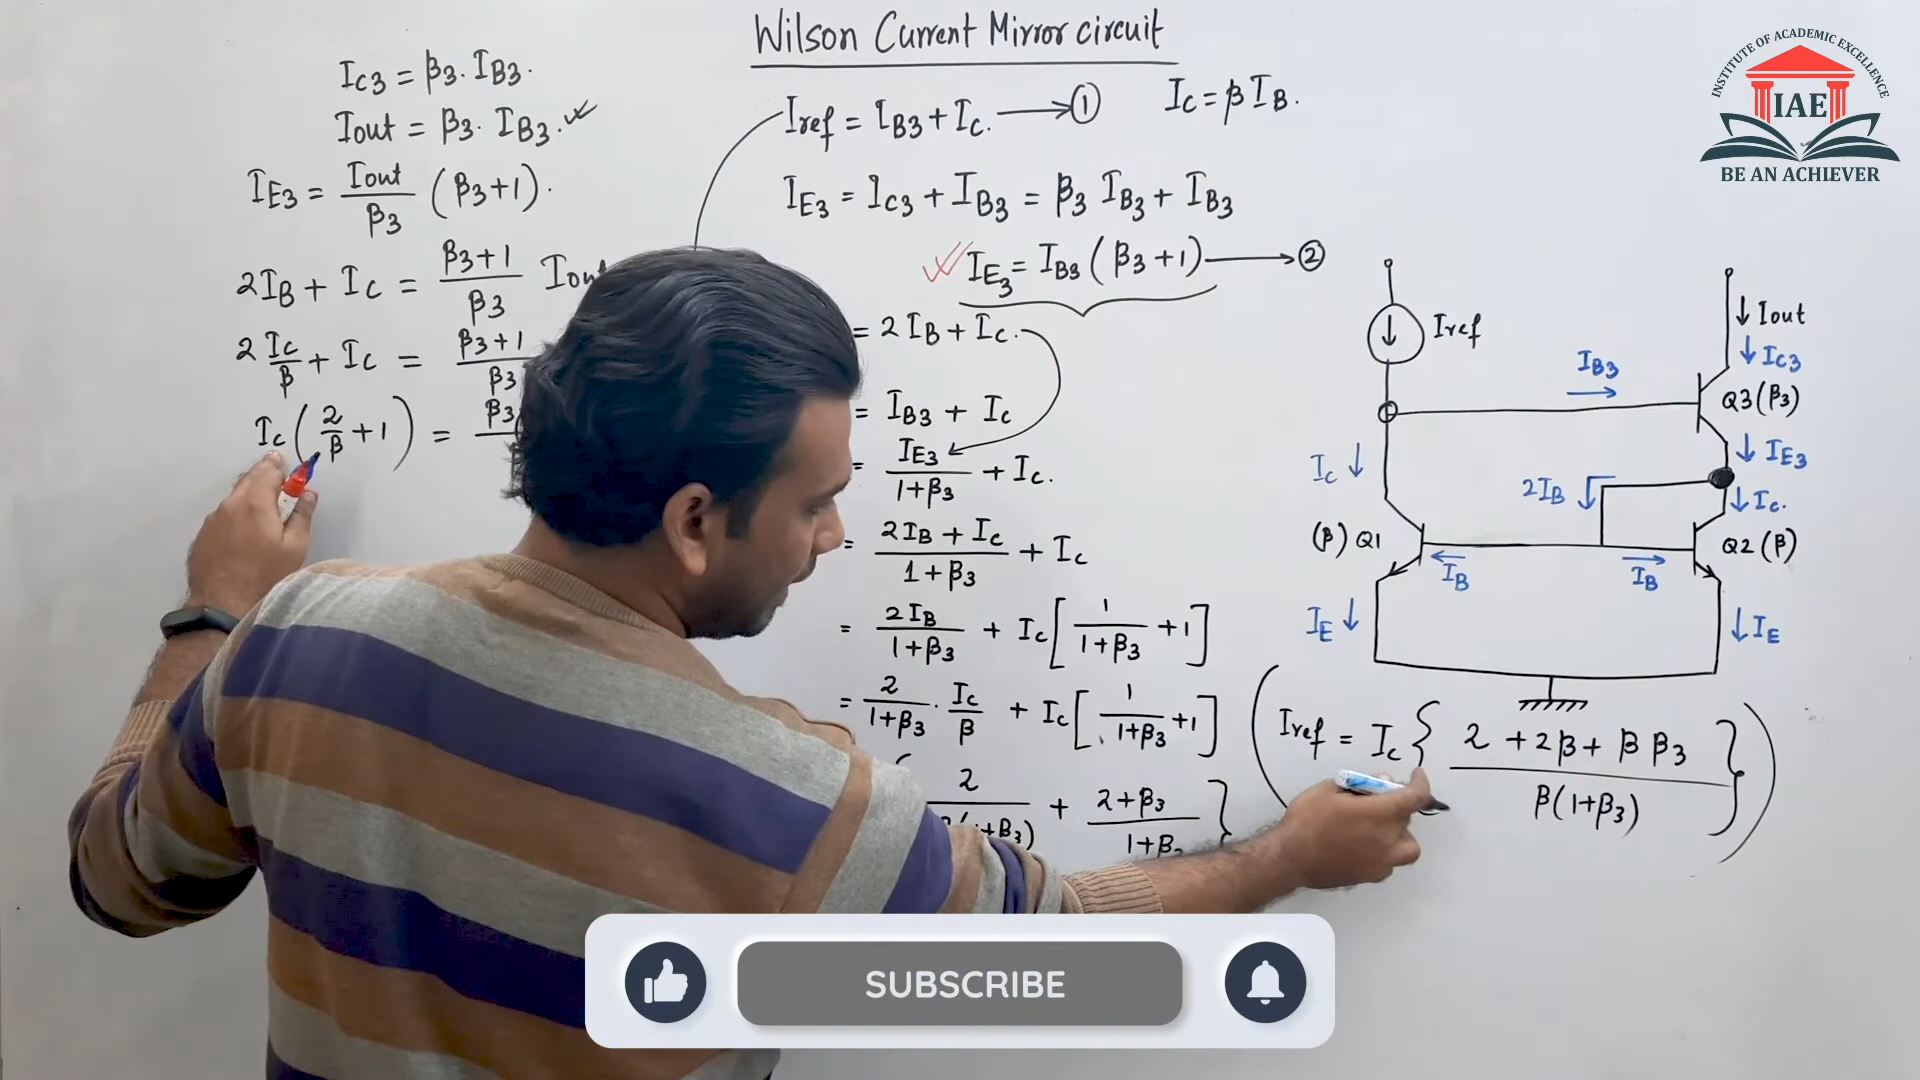 Wilson Current Mirror circuit
IC3 = β3. IB3.
Iout = β3. IB3.
IE3 = Iout/β3 (β3+1).
2IB + IC = β3+1/β3 Iout
2 IC/β + IC = β3+1/β3
IC (2/β +1) = β3
Iref = IB3 + IC. → ①
IC = β IB.
IE3 = IC3 + IB3 = β3 IB3 + IB3
IE3 = IB3 (β3 +1) → ②
= 2IB + IC.
= IB3 + IC
= IE3/1+β3 + IC.
= 2IB + IC/1+β3 + IC
= 2IB/1+β3 + IC [1/1+β3 +1]
= 2/1+β3 . IC/β + IC [1/1+β3 +1]
2/(1+β3) + 2+β3/1+β3 }
Iref
Iout
IC3
IB3
Q3(β3)
IE3
IC
2IB
IC.
(β) Q1
Q2(β)
IB
IB
IE
IE
Iref = IC { 2 + 2β + β β3 / β(1+β3) }
INSTITUTE OF ACADEMIC EXCELLENCE
IAE
BE AN ACHIEVER
SUBSCRIBE